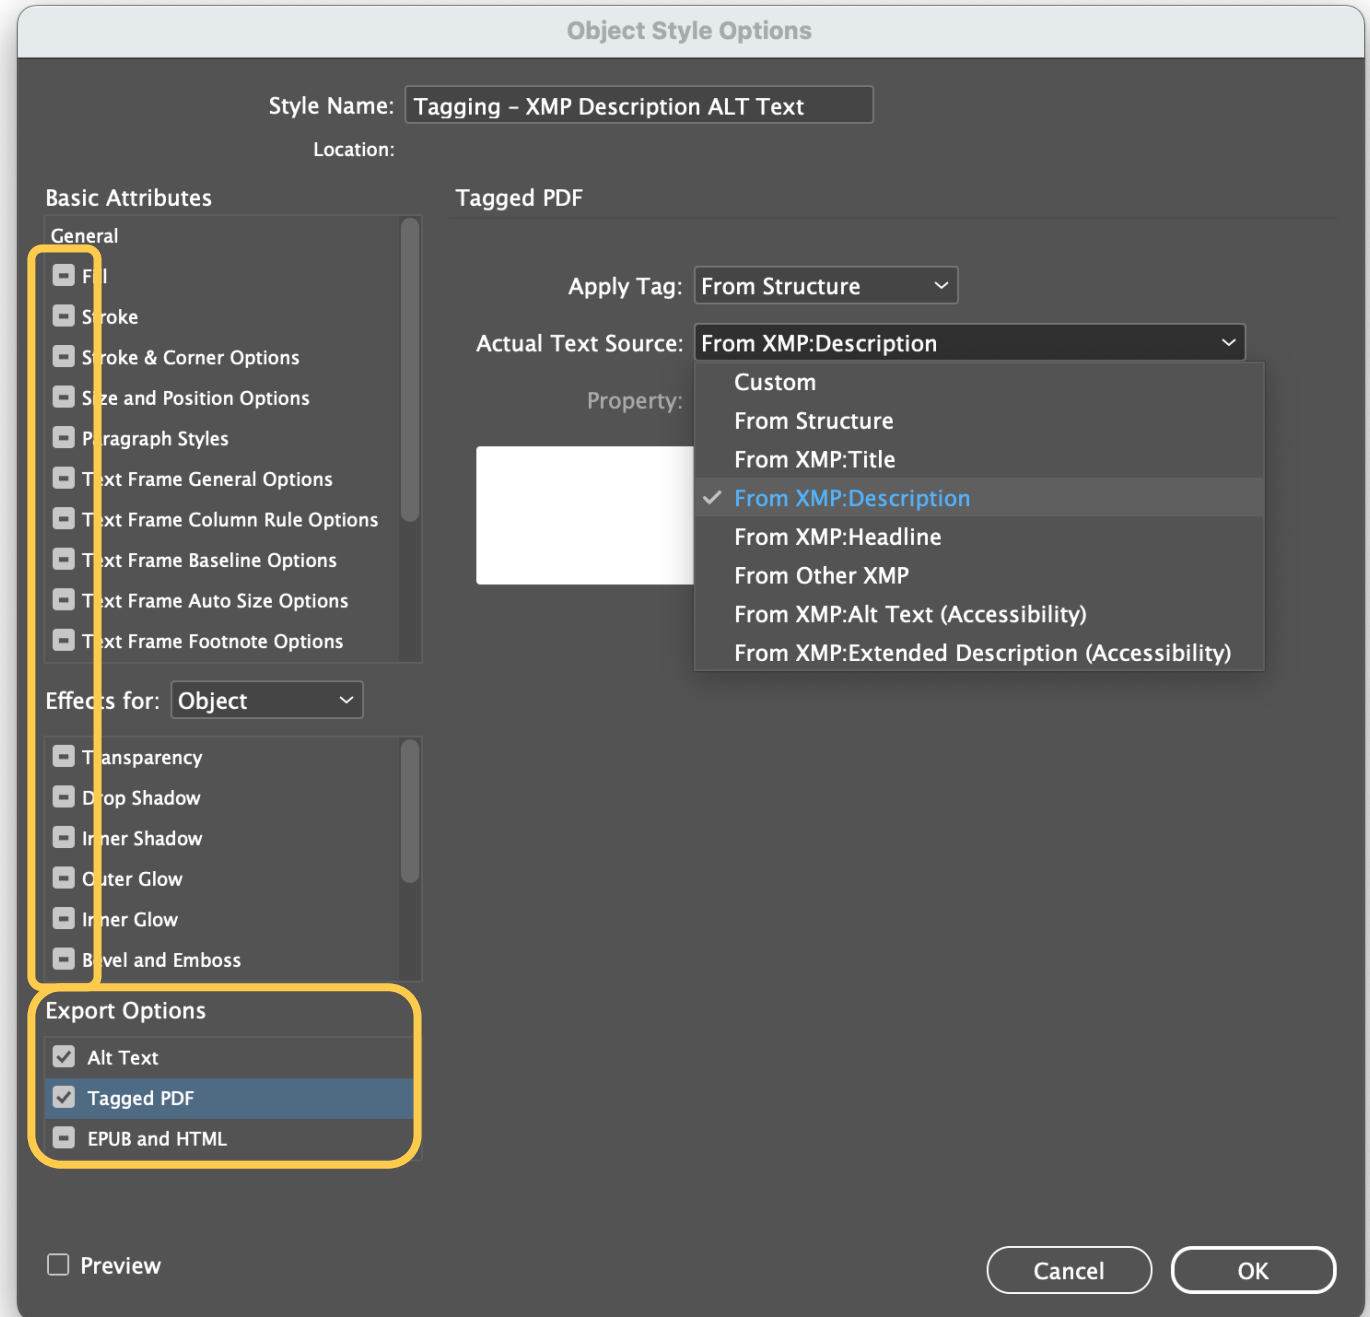 Object Style Options
Style Name: Tagging – XMP Description ALT Text
Location:
Basic Attributes
General
Fill
Stroke
Stroke & Corner Options
Size and Position Options
Paragraph Styles
Text Frame General Options
Text Frame Column Rule Options
Text Frame Baseline Options
Text Frame Auto Size Options
Text Frame Footnote Options
Effects for: Object
Transparency
Drop Shadow
Inner Shadow
Outer Glow
Inner Glow
Bevel and Emboss
Export Options
Alt Text
Tagged PDF
EPUB and HTML
Tagged PDF
Apply Tag: From Structure
Actual Text Source: From XMP:Description
Property:
Custom
From Structure
From XMP:Title
From XMP:Description
From XMP:Headline
From Other XMP
From XMP:Alt Text (Accessibility)
From XMP:Extended Description (Accessibility)
Preview
Cancel
OK